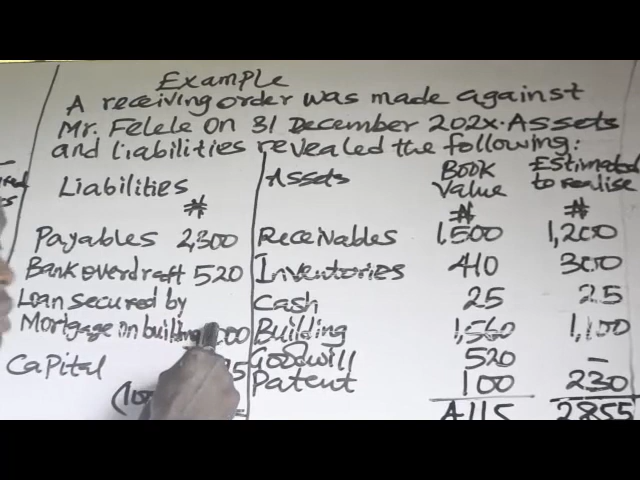 Example
A receiving order was made against
Mr. Felele On 31 December 202x. Assets
and liabilities revealed the following:
Liabilities Assets Book Value Estimated to realise
₦ ₦ ₦
Payables 2,300 Receivables 1,500 1,200
Bank overdraft 520 Inventories 410 300
Loan secured by Cash 25 25
Mortgage on building Building 1,560 1,100
Capital Goodwill 520 –
Patent 100 230
4115 2855